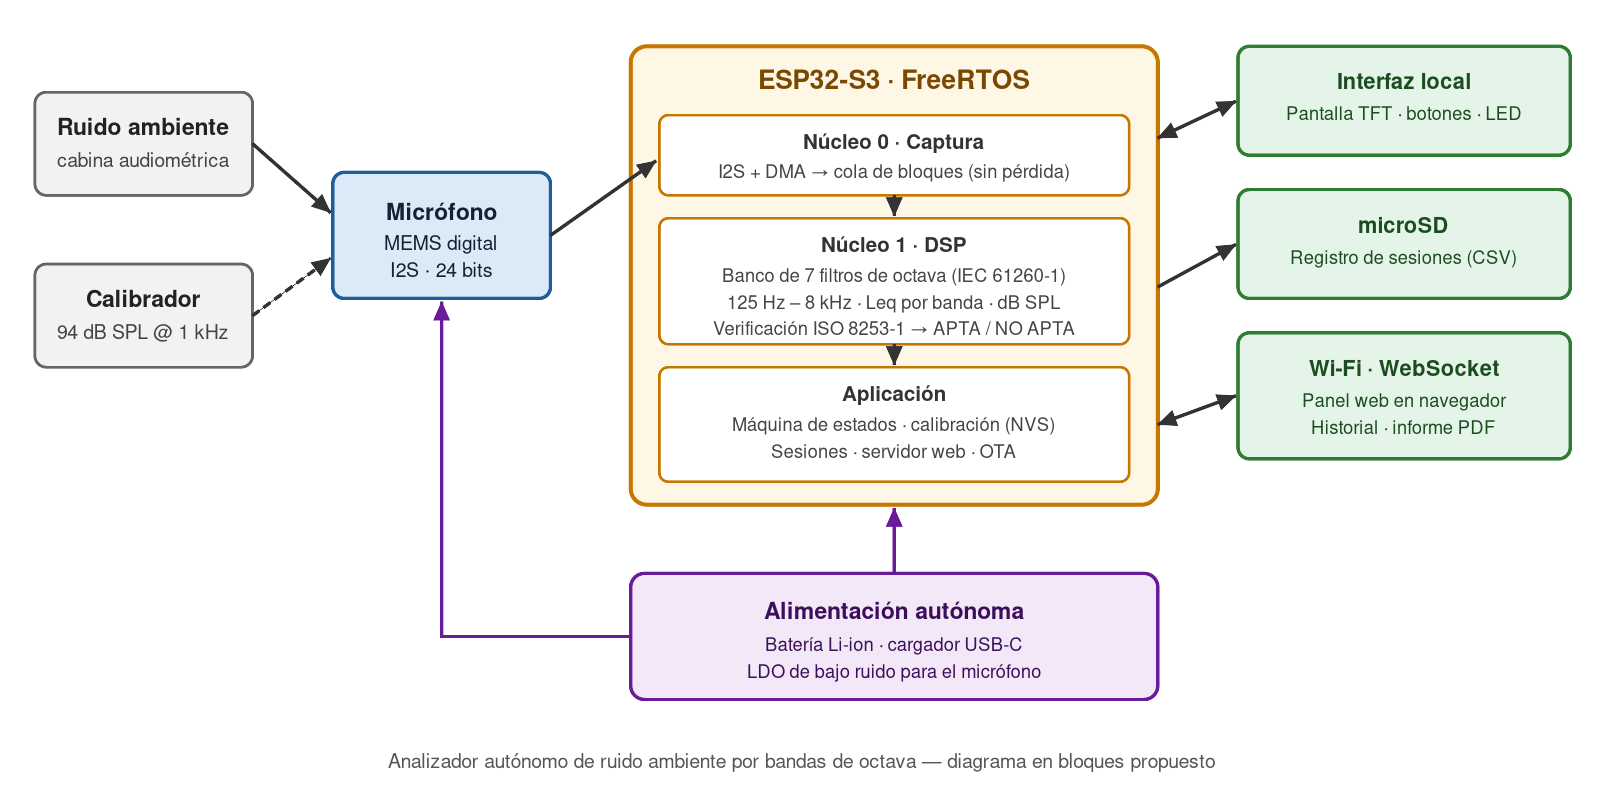 Ruido ambiente
cabina audiométrica
Calibrador
94 dB SPL @ 1 kHz
Micrófono
MEMS digital
I2S · 24 bits
ESP32-S3 · FreeRTOS
Núcleo 0 · Captura
I2S + DMA → cola de bloques (sin pérdida)
Núcleo 1 · DSP
Banco de 7 filtros de octava (IEC 61260-1)
125 Hz – 8 kHz · Leq por banda · dB SPL
Verificación ISO 8253-1 → APTA / NO APTA
Aplicación
Máquina de estados · calibración (NVS)
Sesiones · servidor web · OTA
Interfaz local
Pantalla TFT · botones · LED
microSD
Registro de sesiones (CSV)
Wi-Fi · WebSocket
Panel web en navegador
Historial · informe PDF
Alimentación autónoma
Batería Li-ion · cargador USB-C
LDO de bajo ruido para el micrófono
Analizador autónomo de ruido ambiente por bandas de octava — diagrama en bloques propuesto